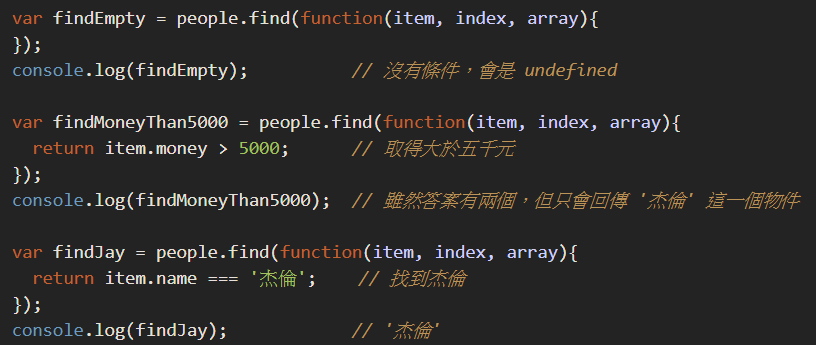 var findEmpty = people.find(function(item, index, array){
});
console.log(findEmpty);          // 沒有條件，會是 undefined

var findMoneyThan5000 = people.find(function(item, index, array){
  return item.money > 5000;      // 取得大於五千元
});
console.log(findMoneyThan5000);  // 雖然答案有兩個，但只會回傳 '杰倫' 這一個物件

var findJay = people.find(function(item, index, array){
  return item.name === '杰倫';    // 找到杰倫
});
console.log(findJay);            // '杰倫'